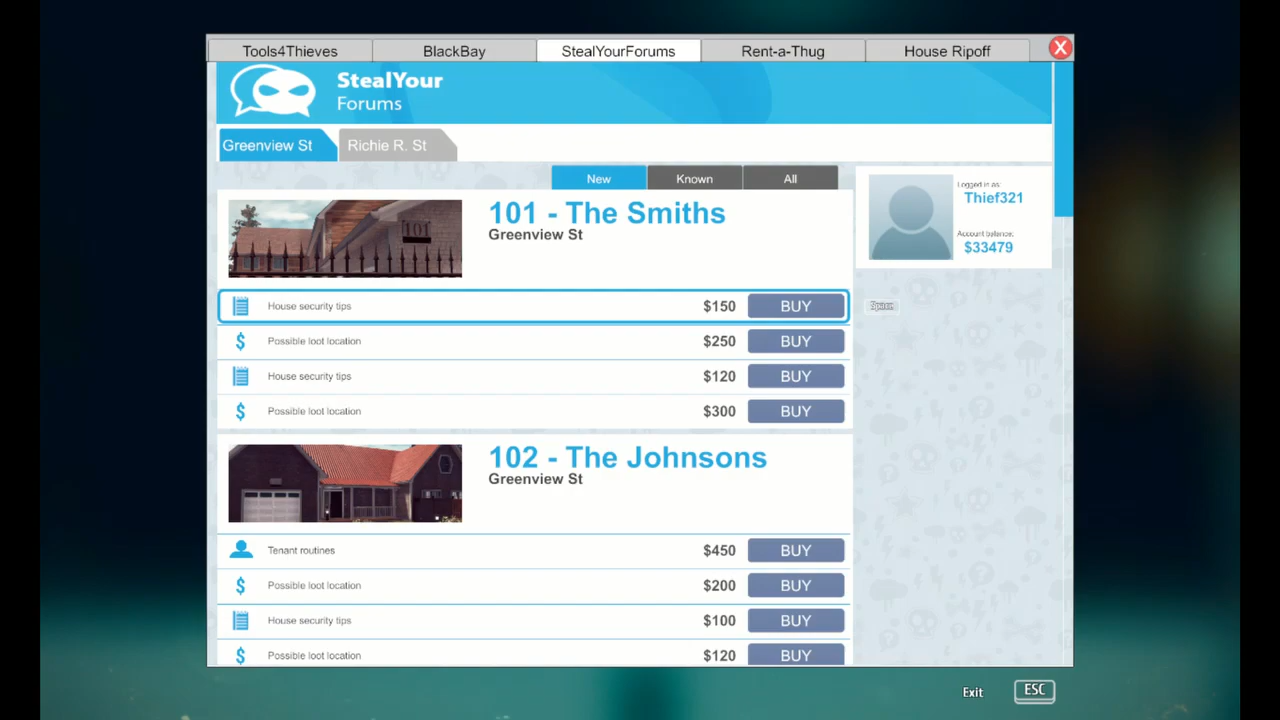 Tools4Thieves
BlackBay
StealYourForums
Rent-a-Thug
House Ripoff
X
StealYour
Forums
Greenview St
Richie R. St
New
Known
All
Logged in as:
Thief321
Account balance:
$33479
101
101 - The Smiths
Greenview St
House security tips $150 BUY
Space
Possible loot location $250 BUY
House security tips $120 BUY
Possible loot location $300 BUY
102 - The Johnsons
Greenview St
Tenant routines $450 BUY
Possible loot location $200 BUY
House security tips $100 BUY
Possible loot location $120 BUY
Exit ESC